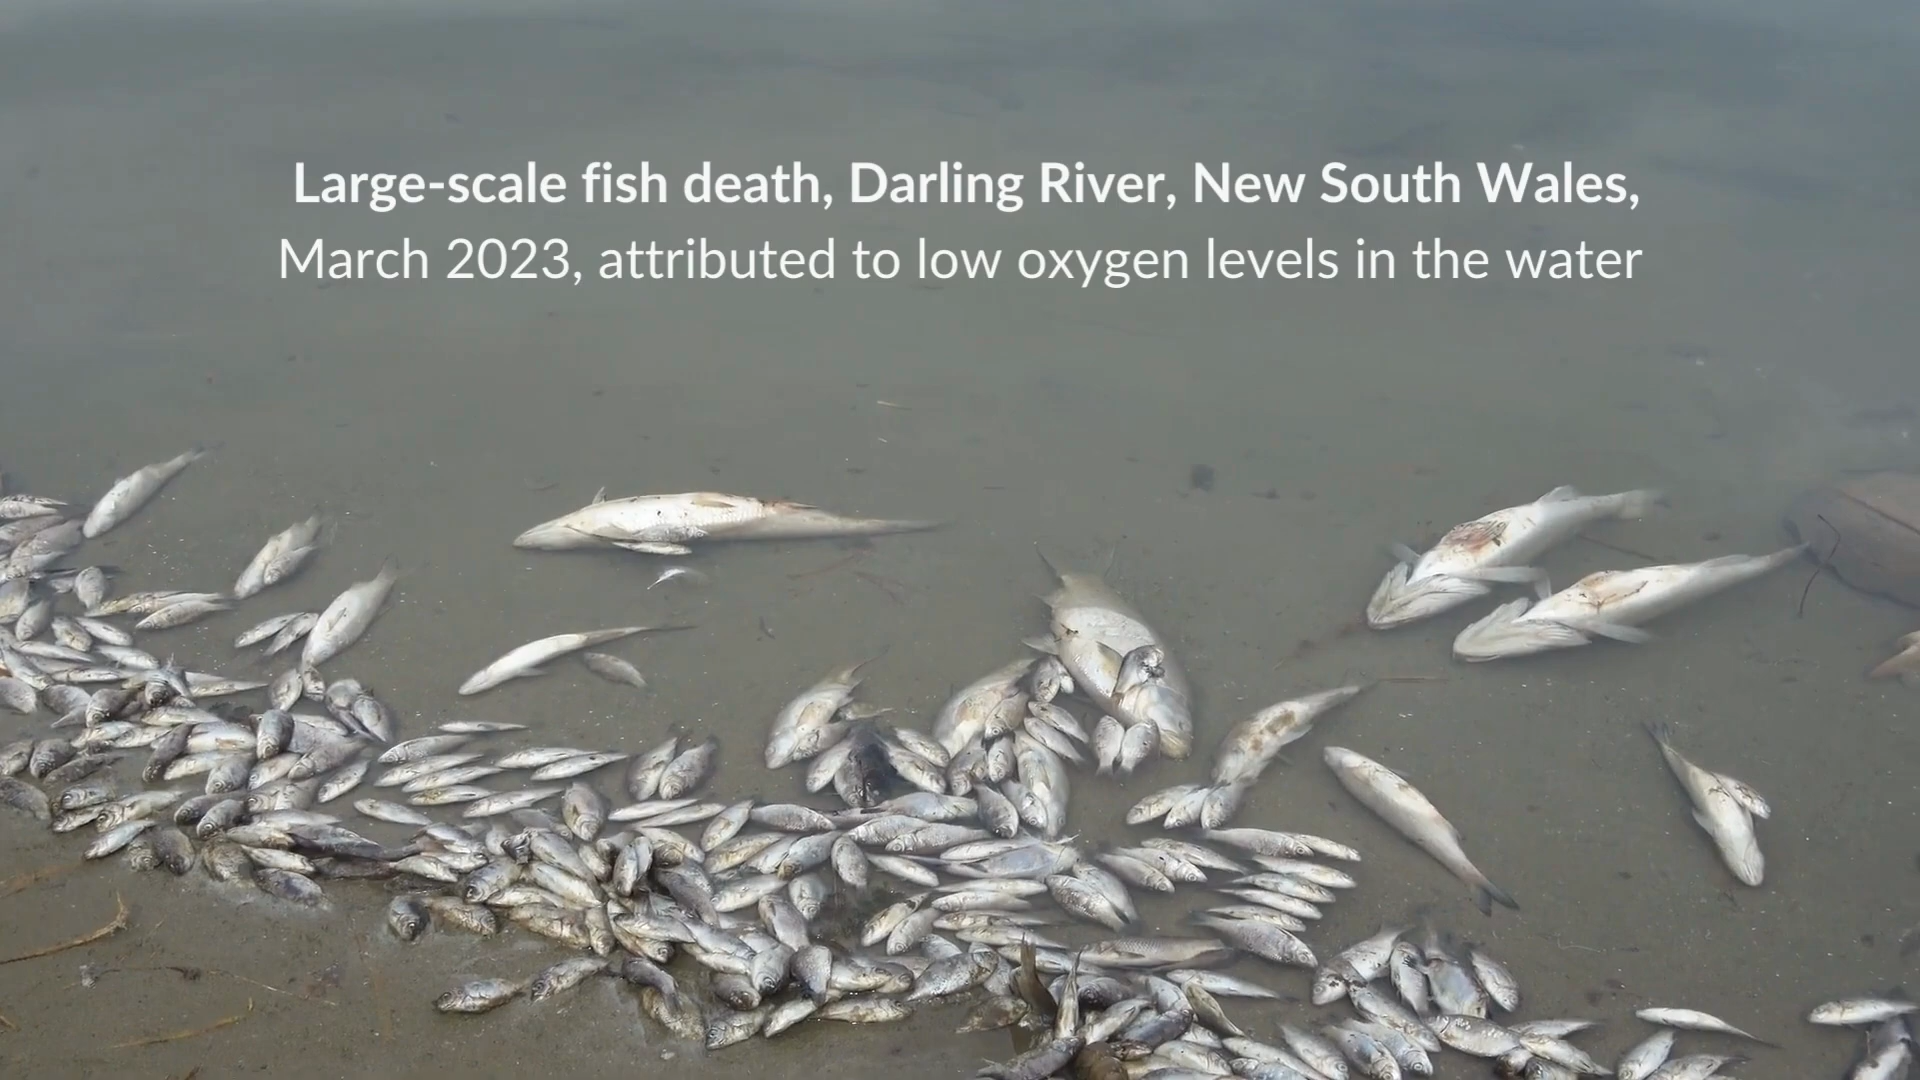 Large-scale fish death, Darling River, New South Wales,
March 2023, attributed to low oxygen levels in the water